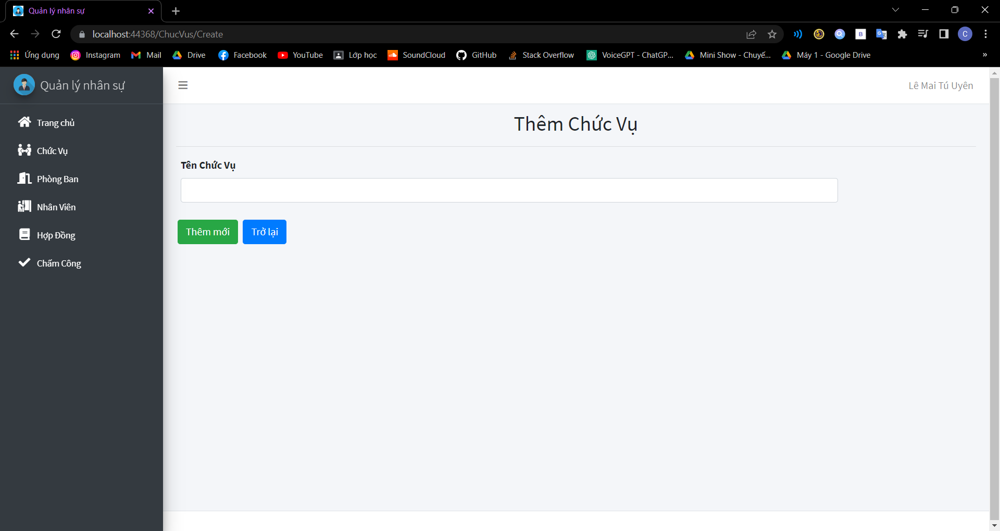 Quản lý nhân sự
localhost:44368/ChucVus/Create
C
Ứng dụng Instagram Mail Drive Facebook YouTube Lớp học SoundCloud GitHub Stack Overflow VoiceGPT - ChatGP... Mini Show - Chuyế... Máy 1 - Google Drive »
Quản lý nhân sự
Lê Mai Tú Uyên
Trang chủ
Chức Vụ
Phòng Ban
Nhân Viên
Hợp Đồng
Chấm Công
Thêm Chức Vụ
Tên Chức Vụ
Thêm mới Trở lại